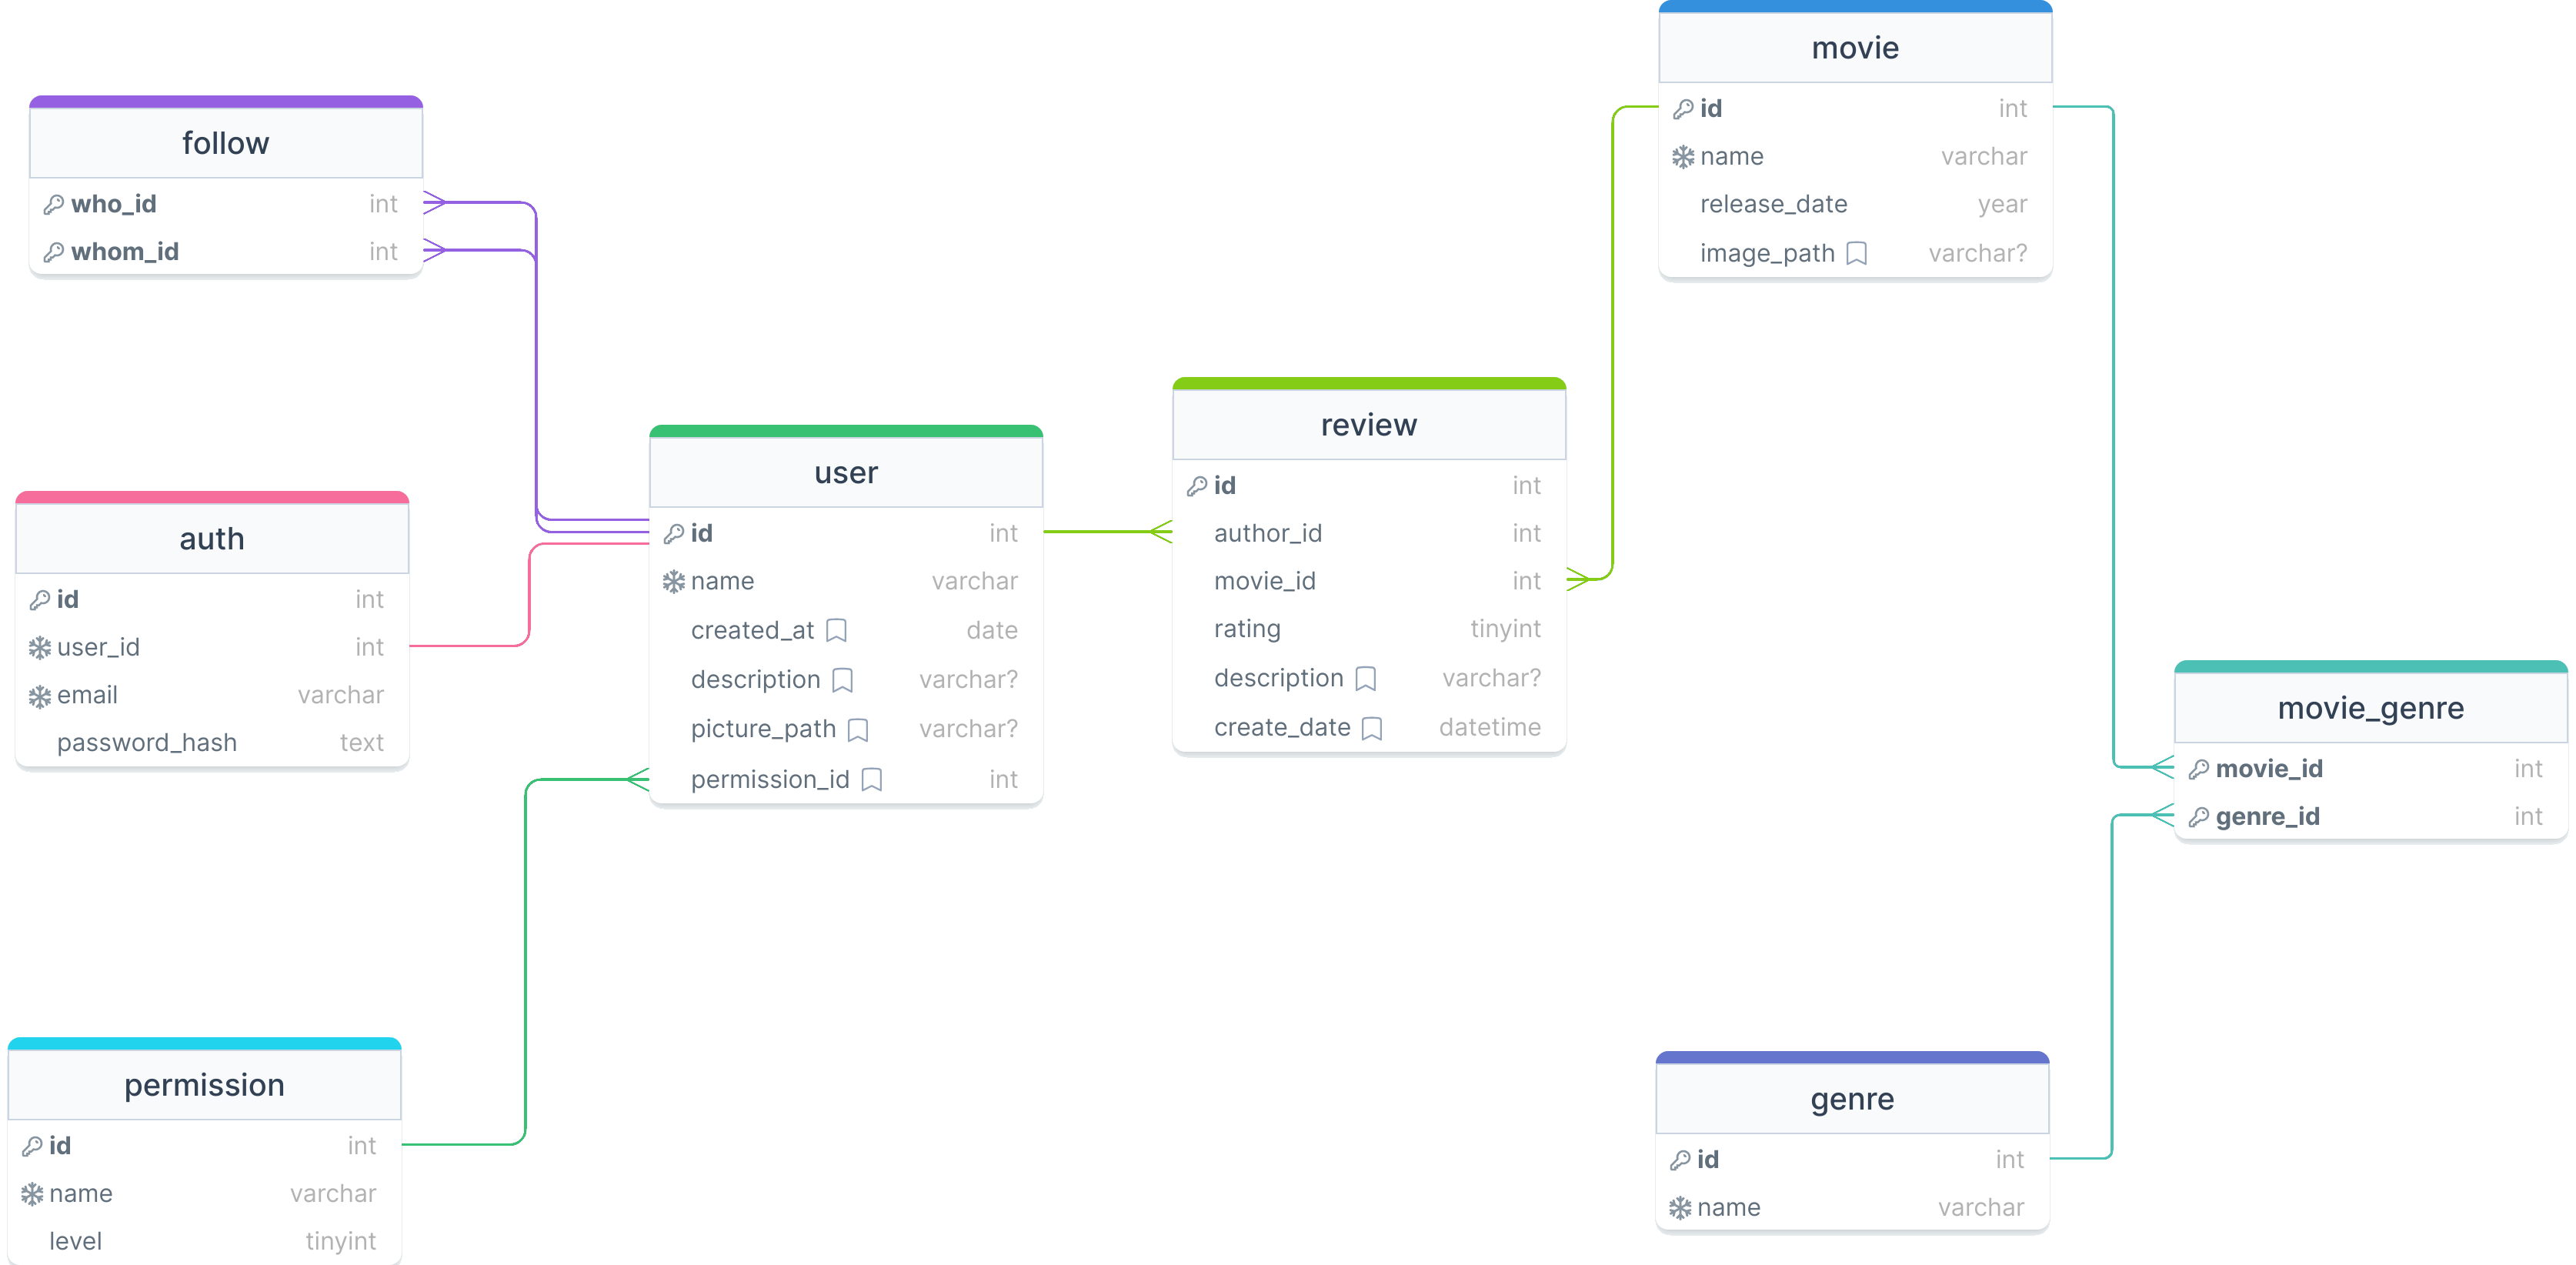 follow
who_id int
whom_id int
auth
id int
user_id int
email varchar
password_hash text
permission
id int
name varchar
level tinyint
user
id int
name varchar
created_at date
description varchar?
picture_path varchar?
permission_id int
review
id int
author_id int
movie_id int
rating tinyint
description varchar?
create_date datetime
movie
id int
name varchar
release_date year
image_path varchar?
genre
id int
name varchar
movie_genre
movie_id int
genre_id int